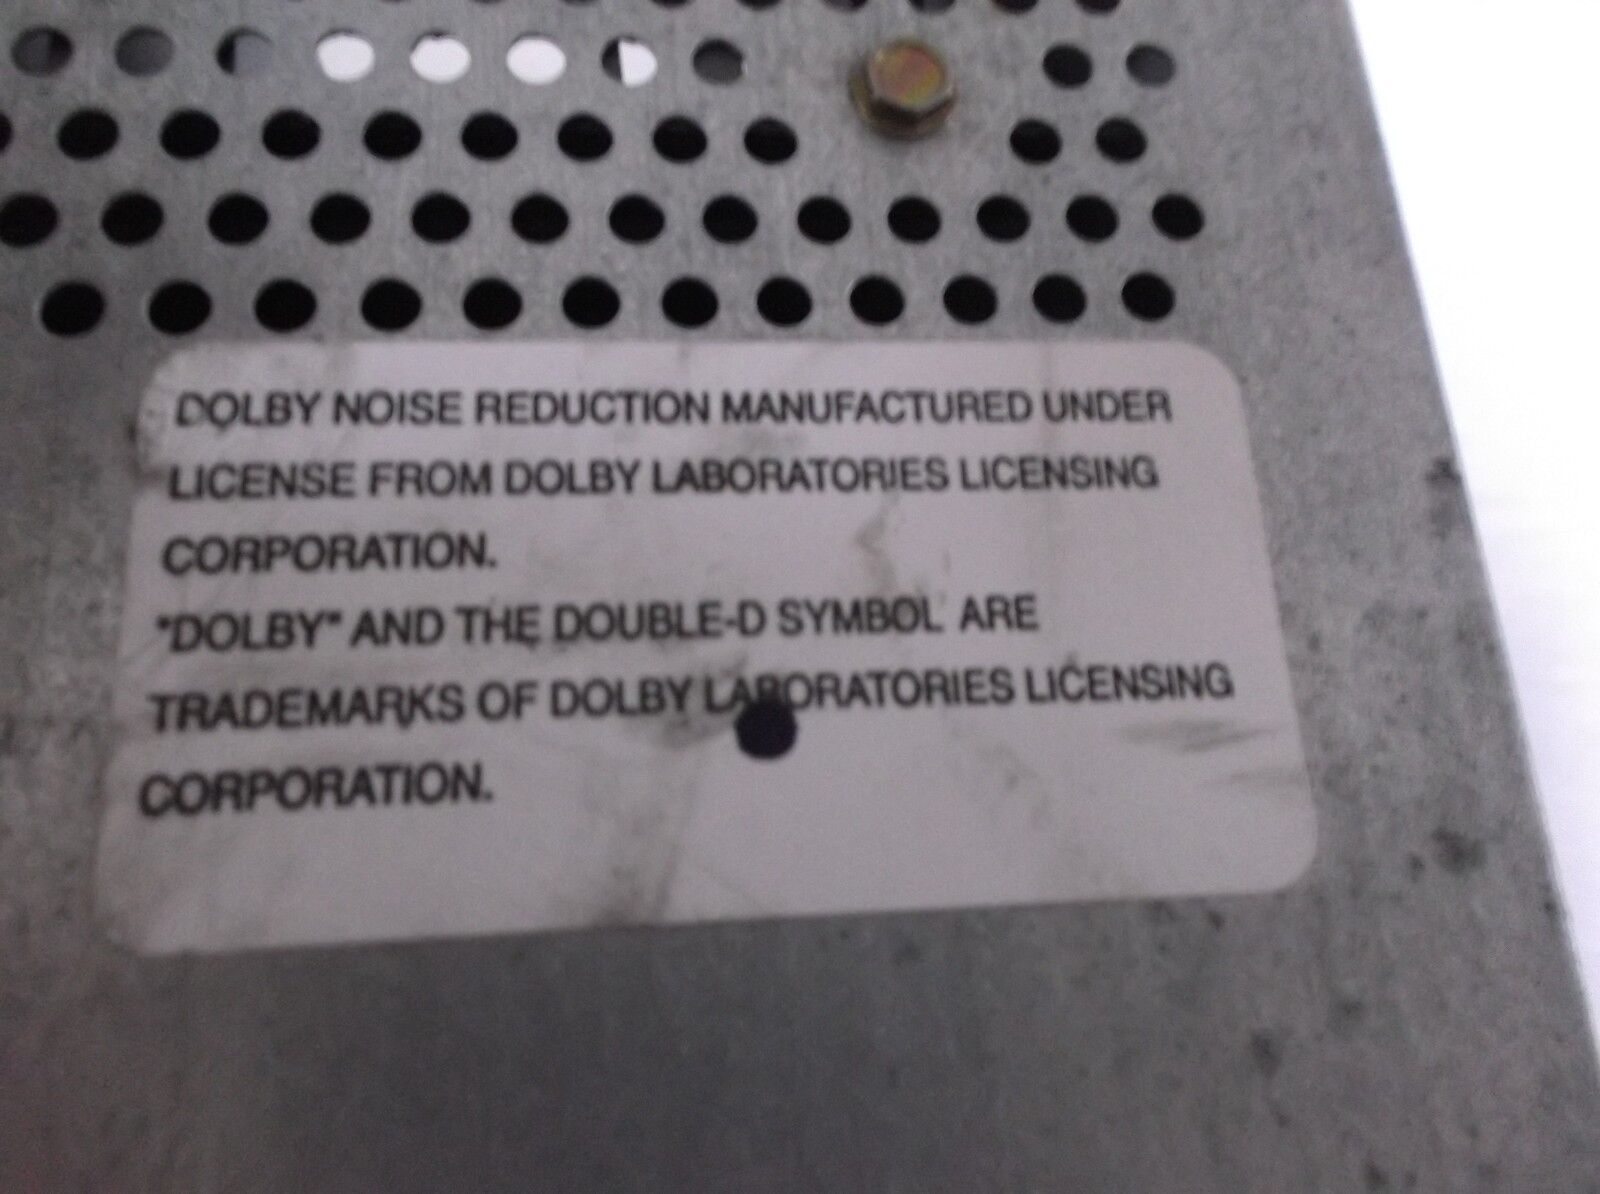 DOLBY NOISE REDUCTION MANUFACTURED UNDER
LICENSE FROM DOLBY LABORATORIES LICENSING
CORPORATION.
"DOLBY" AND THE DOUBLE-D SYMBOL ARE
TRADEMARKS OF DOLBY LABORATORIES LICENSING
CORPORATION.